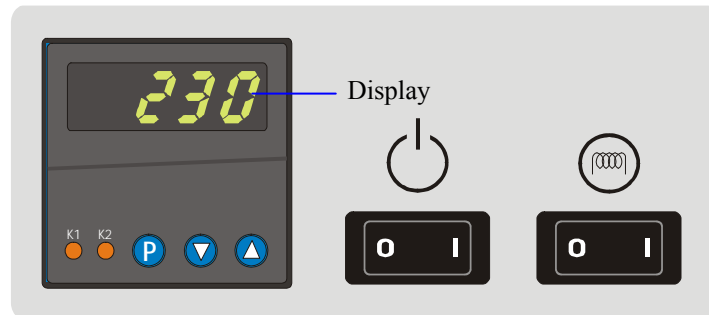 230
Display
K1 K2
P
O I
O I